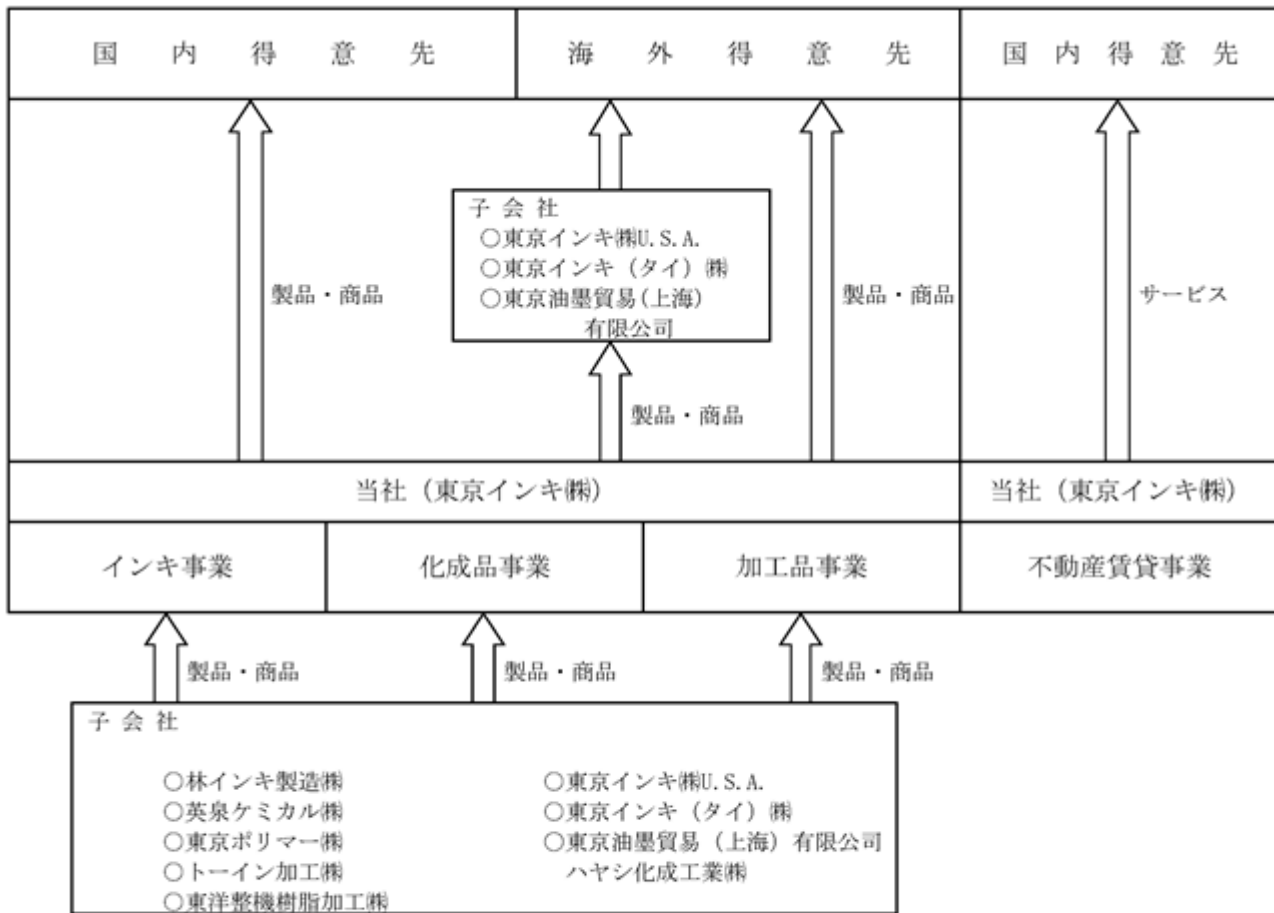 国内得意先
海外得意先
国内得意先
子会社
○東京インキ㈱U.S.A.
○東京インキ（タイ）㈱
○東京油墨貿易(上海)
有限公司
製品・商品
製品・商品
サービス
製品・商品
当社（東京インキ㈱）
当社（東京インキ㈱）
インキ事業
化成品事業
加工品事業
不動産賃貸事業
製品・商品
製品・商品
製品・商品
子会社
○林インキ製造㈱
○英泉ケミカル㈱
○東京ポリマー㈱
○トーイン加工㈱
○東洋整機樹脂加工㈱
○東京インキ㈱U.S.A.
○東京インキ（タイ）㈱
○東京油墨貿易（上海）有限公司
ハヤシ化成工業㈱